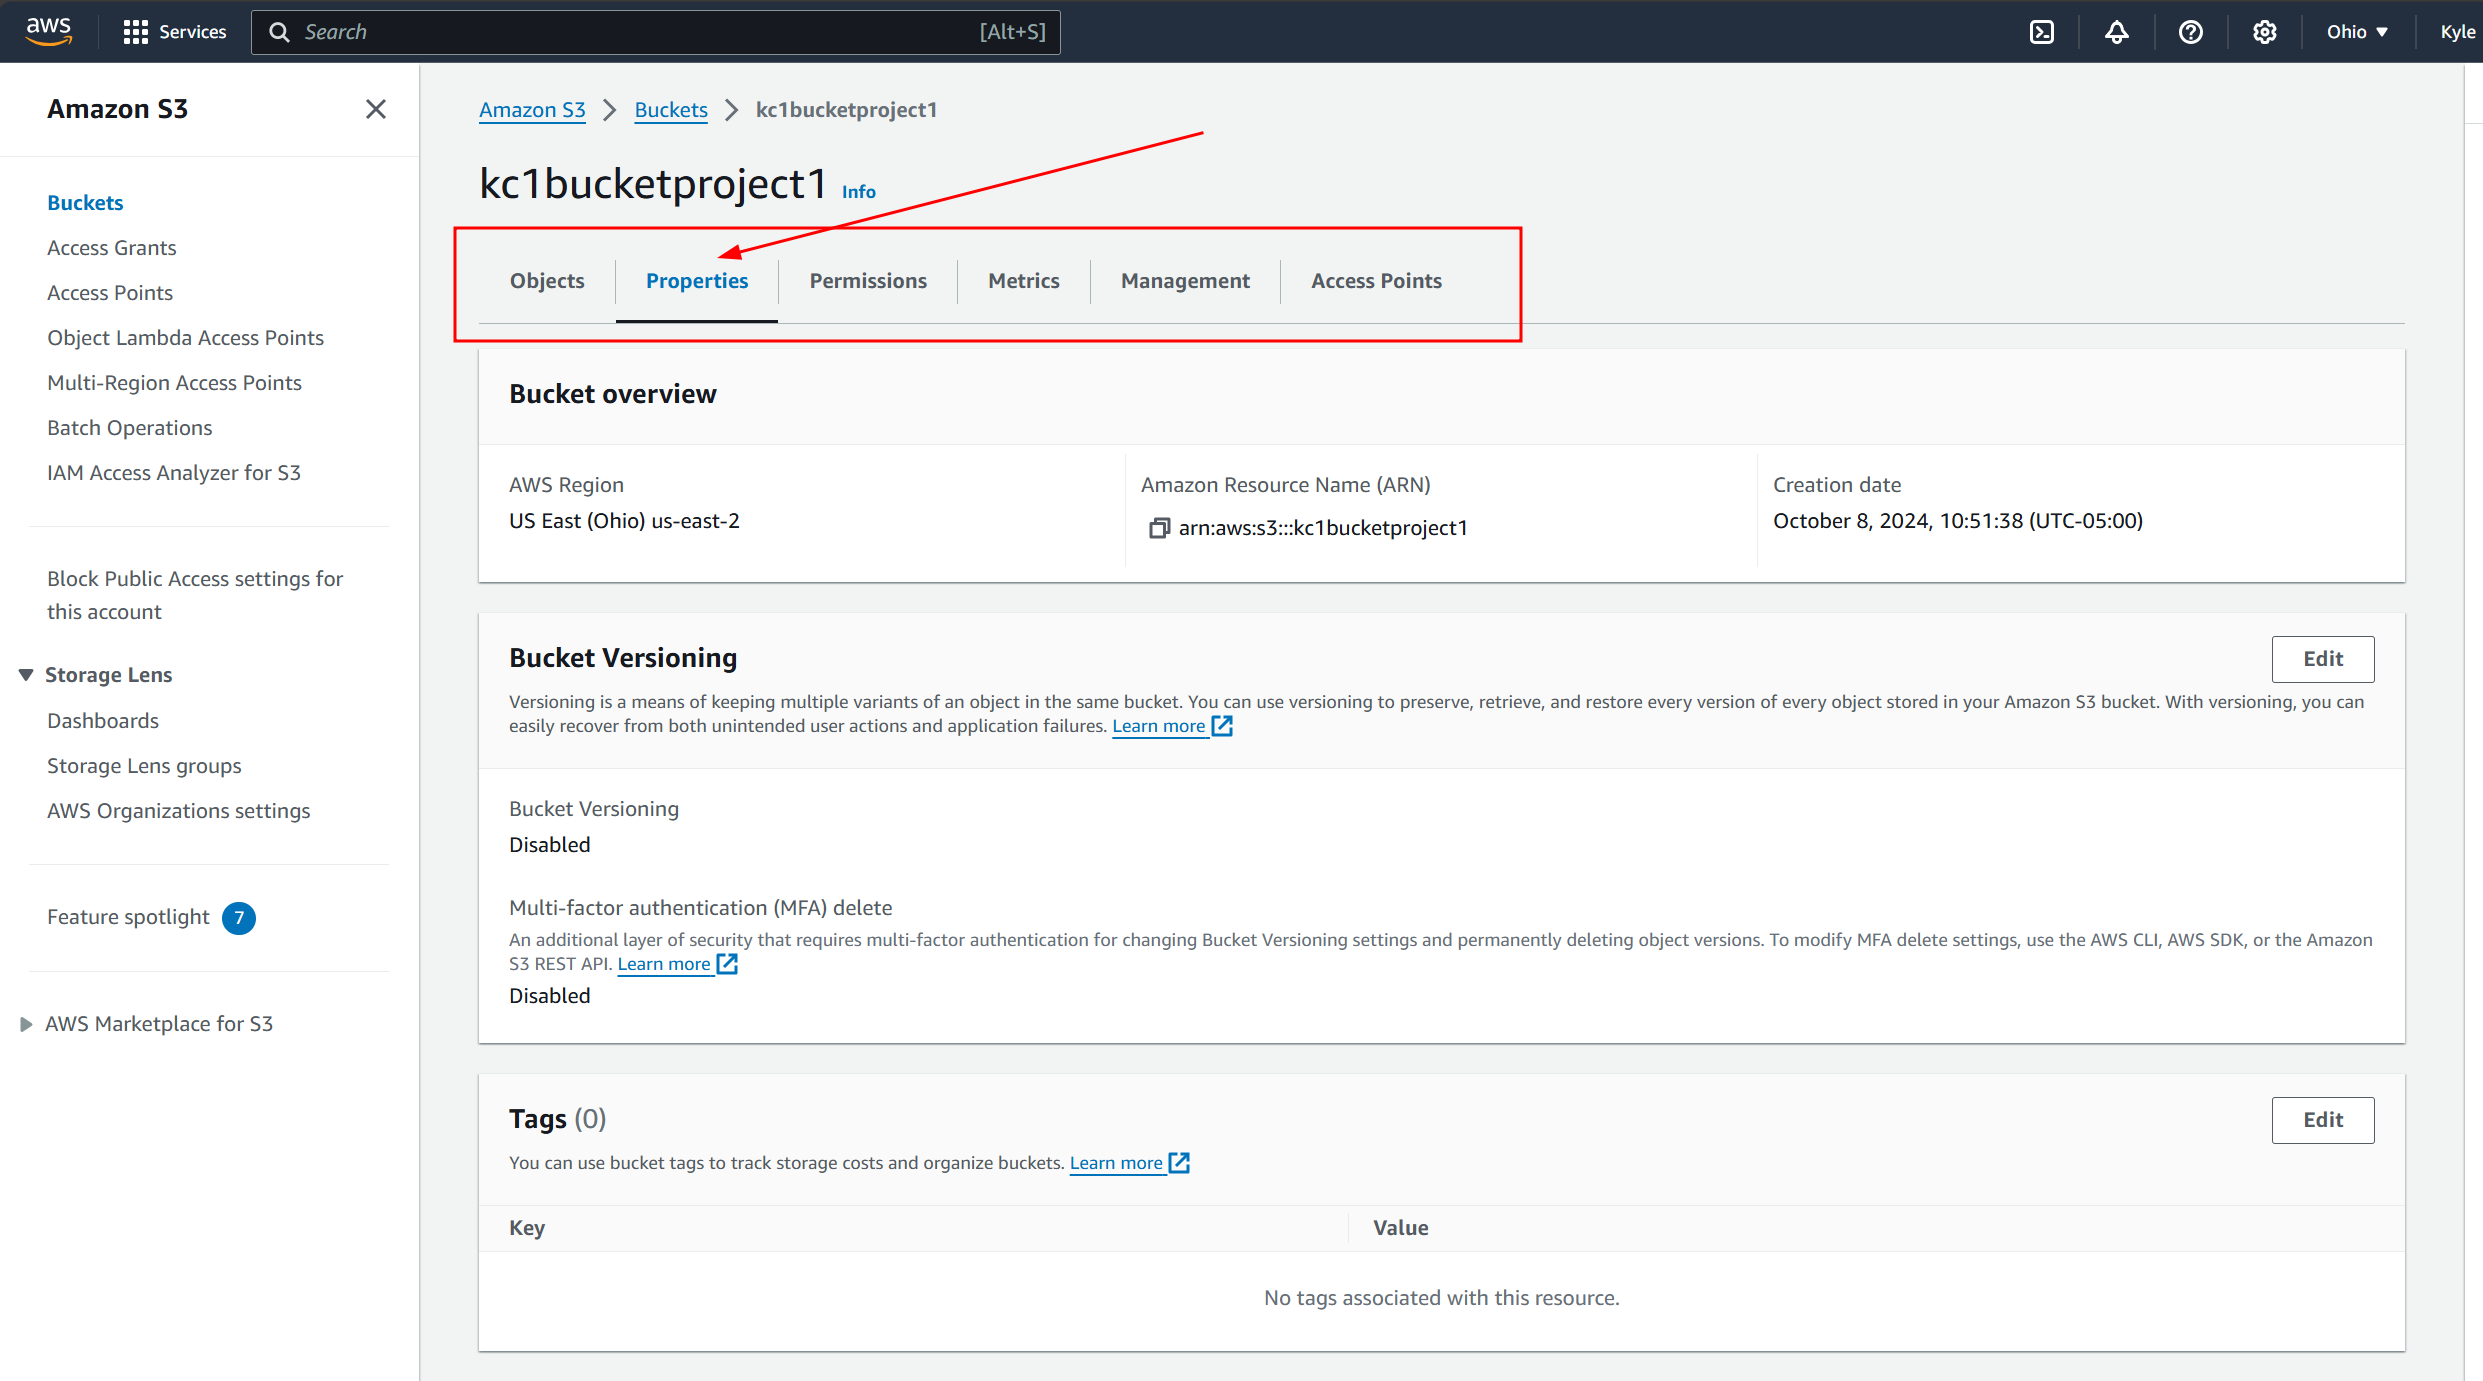 aws
Services
Search [Alt+S]
Ohio
Kyle
Amazon S3
Buckets
Access Grants
Access Points
Object Lambda Access Points
Multi-Region Access Points
Batch Operations
IAM Access Analyzer for S3
Block Public Access settings for
this account
Storage Lens
Dashboards
Storage Lens groups
AWS Organizations settings
Feature spotlight 7
AWS Marketplace for S3
Amazon S3 > Buckets > kc1bucketproject1
kc1bucketproject1 Info
Objects Properties Permissions Metrics Management Access Points
Bucket overview
AWS Region
US East (Ohio) us-east-2
Amazon Resource Name (ARN)
arn:aws:s3:::kc1bucketproject1
Creation date
October 8, 2024, 10:51:38 (UTC-05:00)
Bucket Versioning
Edit
Versioning is a means of keeping multiple variants of an object in the same bucket. You can use versioning to preserve, retrieve, and restore every version of every object stored in your Amazon S3 bucket. With versioning, you can
easily recover from both unintended user actions and application failures. Learn more
Bucket Versioning
Disabled
Multi-factor authentication (MFA) delete
An additional layer of security that requires multi-factor authentication for changing Bucket Versioning settings and permanently deleting object versions. To modify MFA delete settings, use the AWS CLI, AWS SDK, or the Amazon
S3 REST API. Learn more
Disabled
Tags (0)
Edit
You can use bucket tags to track storage costs and organize buckets. Learn more
Key Value
No tags associated with this resource.